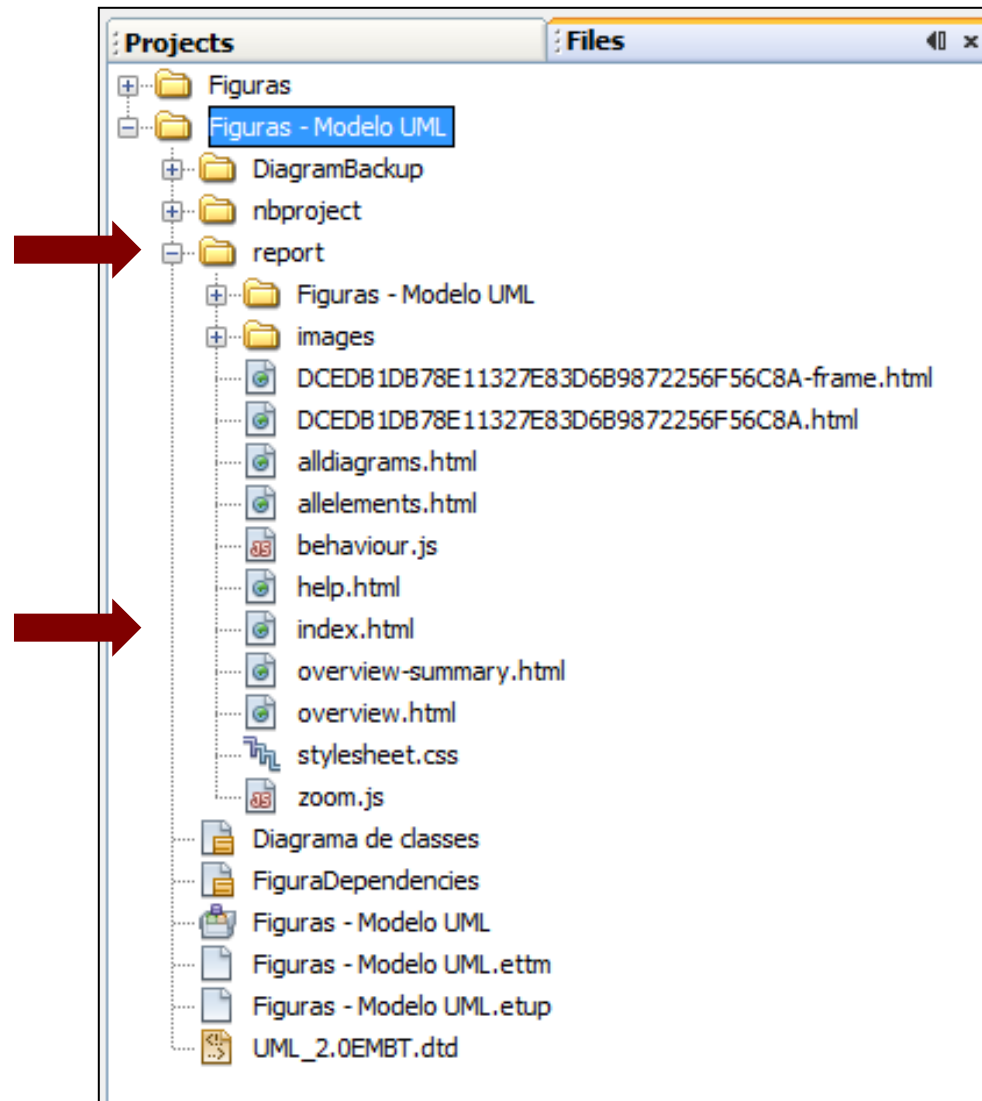 Projects Files
Figuras
Figuras - Modelo UML
DiagramBackup
nbproject
report
Figuras - Modelo UML
images
DCEDB1DB78E11327E83D6B9872256F56C8A-frame.html
DCEDB1DB78E11327E83D6B9872256F56C8A.html
alldiagrams.html
allelements.html
behaviour.js
help.html
index.html
overview-summary.html
overview.html
stylesheet.css
zoom.js
Diagrama de classes
FiguraDependencies
Figuras - Modelo UML
Figuras - Modelo UML.ettm
Figuras - Modelo UML.etup
UML_2.0EMBT.dtd